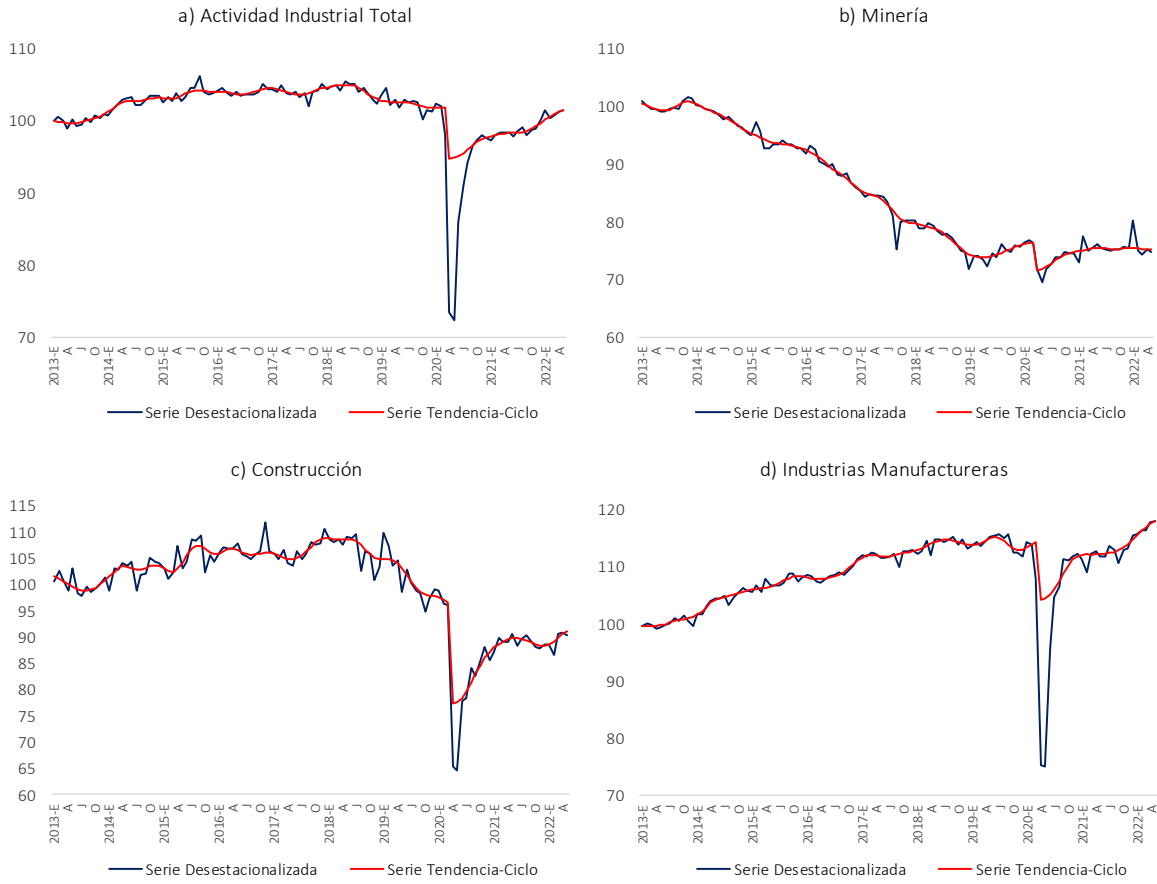 a) Actividad Industrial Total
110
100
90
80
70
2013-E A J O 2014-E A J O 2015-E A J O 2016-E A J O 2017-E A J O 2018-E A J O 2019-E A J O 2020-E A J O 2021-E A J O 2022-E A
Serie Desestacionalizada Serie Tendencia-Ciclo
b) Minería
110
100
90
80
70
60
2013-E A J O 2014-E A J O 2015-E A J O 2016-E A J O 2017-E A J O 2018-E A J O 2019-E A J O 2020-E A J O 2028-E A J O 2022-E A
Serie Desestacionalizada Serie Tendencia-Ciclo
c) Construcción
115
110
105
100
95
90
85
80
75
70
65
60
2013-E A J O 2014-E A J O 2015-E A J O 2016-E A J O 2017-E A J O 2018-E A J O 2019-E A J O 2020-E A J O 2021-E A J O 2022-E A
Serie Desestacionalizada Serie Tendencia-Ciclo
d) Industrias Manufactureras
120
110
100
90
80
70
2013-E A J O 2014-E A J O 2015-E A J O 2016-E A J O 2017-E A J O 2018-E A J O 2019-E A J O 2020-E A J O 2021-E A J O 2022-E A
Serie Desestacionalizada Serie Tendencia-Ciclo